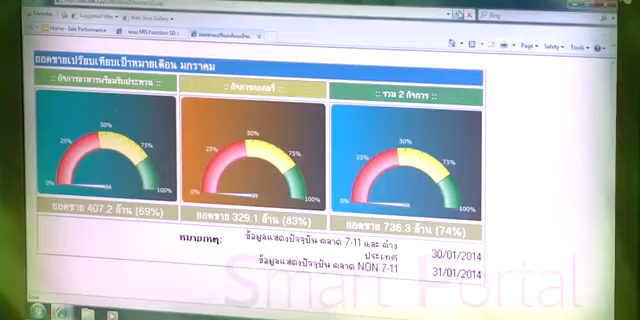 Favorites Suggested Sites Web Slice Gallery
Home - Sale Performance
Bing
Page Safety Tools
ยอดขายเปรียบเทียบเป้าหมายเดือน มกราคม
:: กิจการอาหารพร้อมรับประทาน ::
:: กิจการเบเกอรี่ ::
:: รวม 2 กิจการ ::
0% 25% 50% 75% 100%
0% 25% 50% 75% 100%
0% 25% 50% 75% 100%
ยอดขาย 407.2 ล้าน (69%)
ยอดขาย 329.1 ล้าน (83%)
ยอดขาย 736.3 ล้าน (74%)
หมายเหตุ: ข้อมูลแสดงปัจจุบัน ตลาด 7-11 และ ต่าง
ประเทศ 30/01/2014
ข้อมูลแสดงปัจจุบัน ตลาด NON 7-11 31/01/2014
Smart Portal